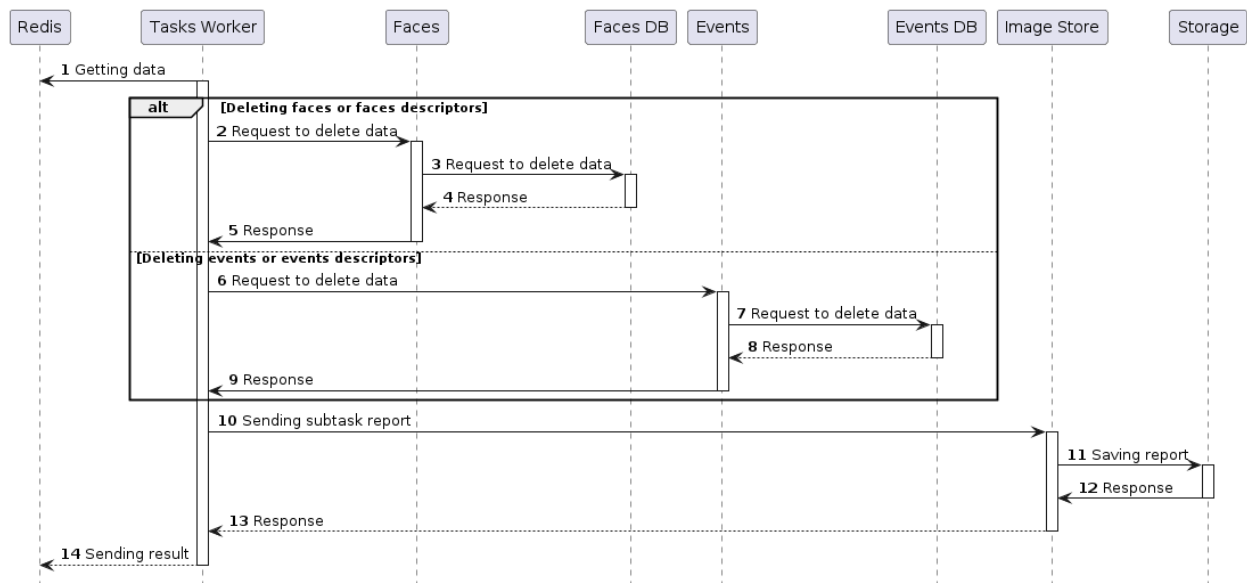 Redis Tasks Worker Faces Faces DB Events Events DB Image Store Storage
1 Getting data
alt [Deleting faces or faces descriptors]
2 Request to delete data
3 Request to delete data
4 Response
5 Response
[Deleting events or events descriptors]
6 Request to delete data
7 Request to delete data
8 Response
9 Response
10 Sending subtask report
11 Saving report
12 Response
13 Response
14 Sending result